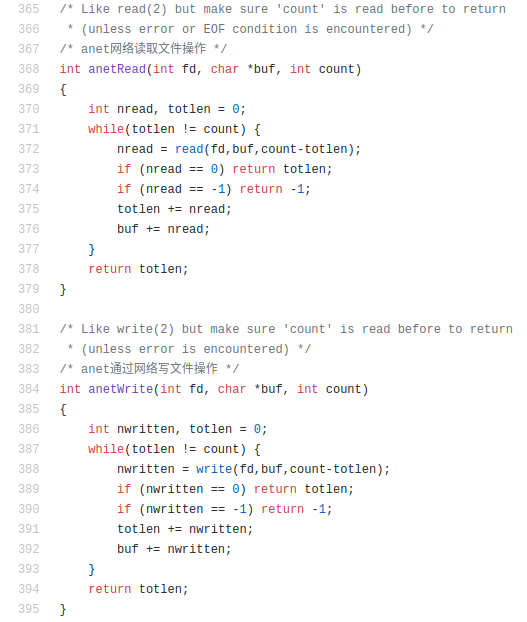 365 /* Like read(2) but make sure 'count' is read before to return
366  * (unless error or EOF condition is encountered) */
367 /* anet网络读取文件操作 */
368 int anetRead(int fd, char *buf, int count)
369 {
370     int nread, totlen = 0;
371     while(totlen != count) {
372         nread = read(fd,buf,count-totlen);
373         if (nread == 0) return totlen;
374         if (nread == -1) return -1;
375         totlen += nread;
376         buf += nread;
377     }
378     return totlen;
379 }
380
381 /* Like write(2) but make sure 'count' is read before to return
382  * (unless error is encountered) */
383 /* anet通过网络写文件操作 */
384 int anetWrite(int fd, char *buf, int count)
385 {
386     int nwritten, totlen = 0;
387     while(totlen != count) {
388         nwritten = write(fd,buf,count-totlen);
389         if (nwritten == 0) return totlen;
390         if (nwritten == -1) return -1;
391         totlen += nwritten;
392         buf += nwritten;
393     }
394     return totlen;
395 }